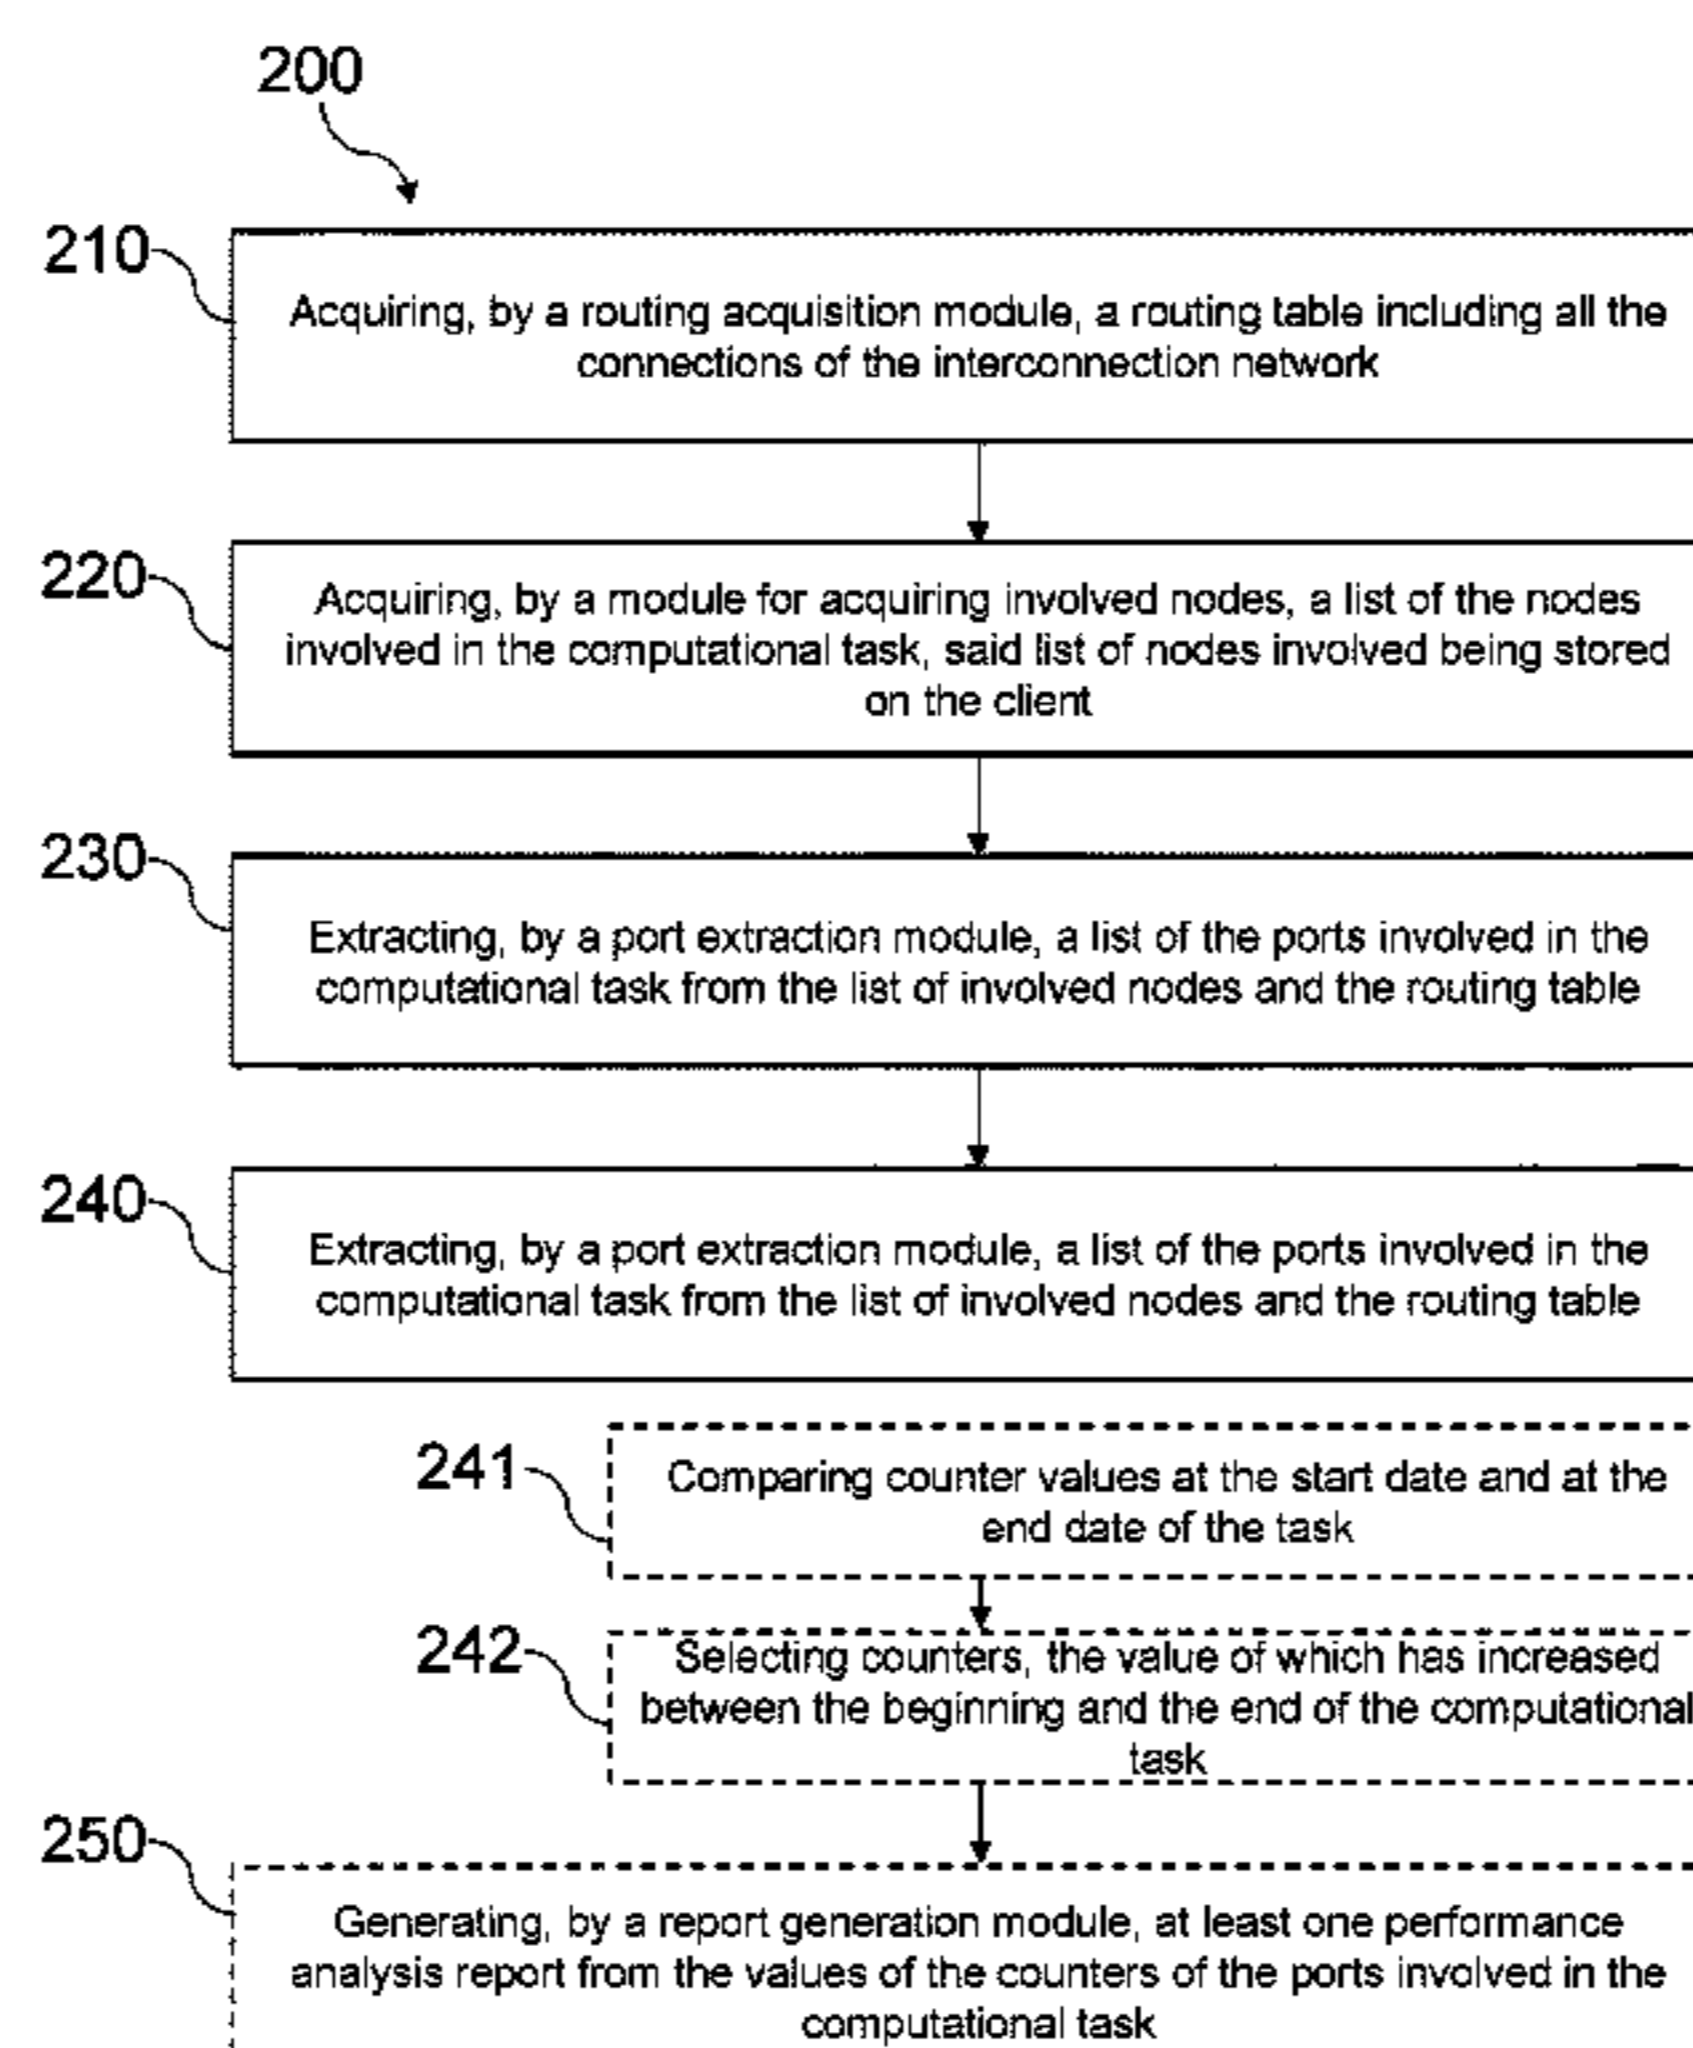 200
210
Acquiring, by a routing acquisition module, a routing table including all the
connections of the interconnection network
220
Acquiring, by a module for acquiring involved nodes, a list of the nodes
involved in the computational task, said list of nodes involved being stored
on the client
230
Extracting, by a port extraction module, a list of the ports involved in the
computational task from the list of involved nodes and the routing table
240
Extracting, by a port extraction module, a list of the ports involved in the
computational task from the list of involved nodes and the routing table
241
Comparing counter values at the start date and at the
end date of the task
242
Selecting counters, the value of which has increased
between the beginning and the end of the computational
task
250
Generating, by a report generation module, at least one performance
analysis report from the values of the counters of the ports involved in the
computational task